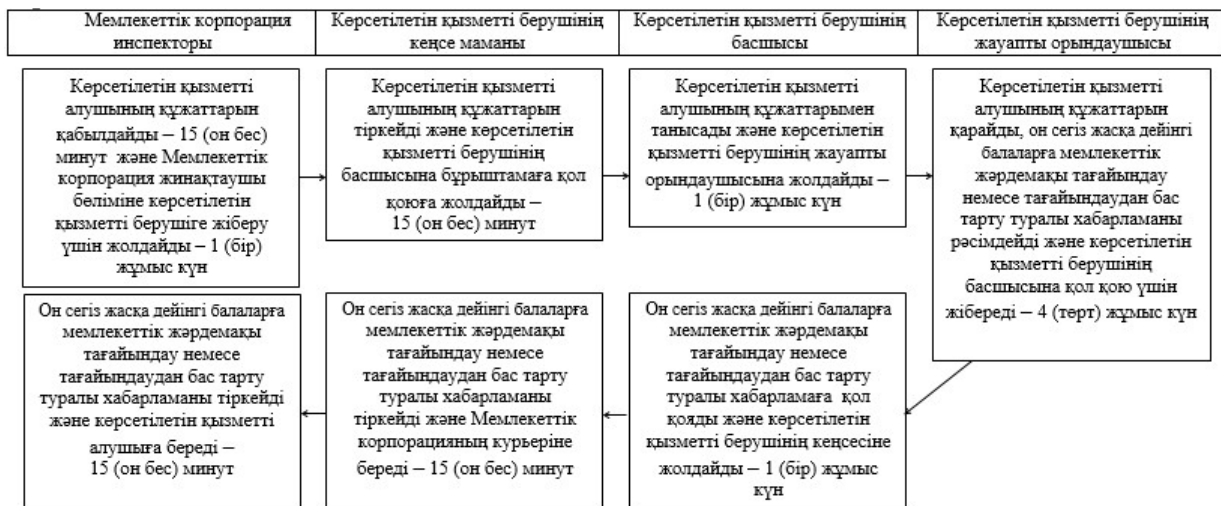 Мемлекеттік корпорация
инспекторы
Көрсетілетін қызметті берушінің
кеңсе маманы
Көрсетілетін қызметті берушінің
басшысы
Көрсетілетін қызметті берушінің
жауапты орындаушысы
Көрсетілетін қызметті
алушының құжаттарын
қабылдайды – 15 (он бес)
минут және Мемлекеттік
корпорация жинақтаушы
бөліміне көрсетілетін
қызметті берушіге жіберу
үшін жолдайды – 1 (бір)
жұмыс күн
Көрсетілетін қызметті
алушының құжаттарын
тіркейді және көрсетілетін
қызметті берушінің
басшысына бұрыштамаға қол
қоюға жолдайды –
15 (он бес) минут
Көрсетілетін қызметті
алушының құжаттарымен
танысады және көрсетілетін
қызметті берушінің жауапты
орындаушысына жолдайды –
1 (бір) жұмыс күн
Көрсетілетін қызметті
алушының құжаттарын
қарайды, он сегіз жасқа дейінгі
балаларға мемлекеттік
жәрдемақы тағайындау
немесе тағайындаудан бас
тарту туралы хабарламаны
рәсімдейді және көрсетілетін
қызметті берушінің
басшысына қол қою үшін
жібереді – 4 (төрт) жұмыс күн
Он сегіз жасқа дейінгі балаларға
мемлекеттік жәрдемақы
тағайындау немесе
тағайындаудан бас тарту
туралы хабарламаны тіркейді
және көрсетілетін қызметті
алушыға береді –
15 (он бес) минут
Он сегіз жасқа дейінгі балаларға
мемлекеттік жәрдемақы
тағайындау немесе
тағайындаудан бас тарту
туралы хабарламаны
тіркейді және Мемлекеттік
корпорацияның курьеріне
береді – 15 (он бес) минут
Он сегіз жасқа дейінгі балаларға
мемлекеттік жәрдемақы
тағайындау немесе
тағайындаудан бас тарту
туралы хабарламаға қол
қояды және көрсетілетін
қызметті берушінің кеңсесіне
жолдайды – 1 (бір) жұмыс
күн